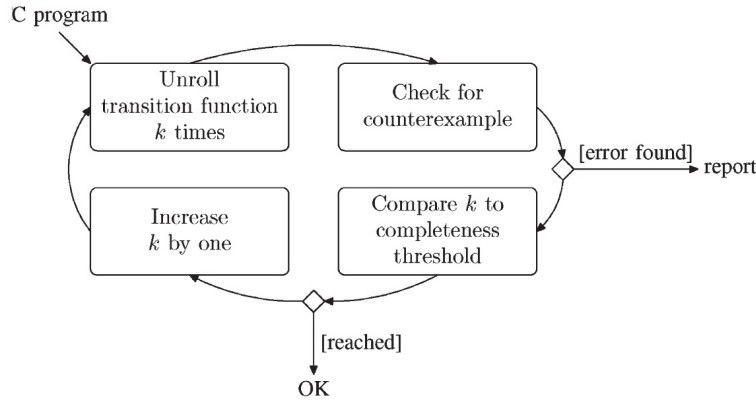 C program
Unroll
transition function
k times
Check for
counterexample
[error found]
report
Increase
k by one
Compare k to
completeness
threshold
[reached]
OK